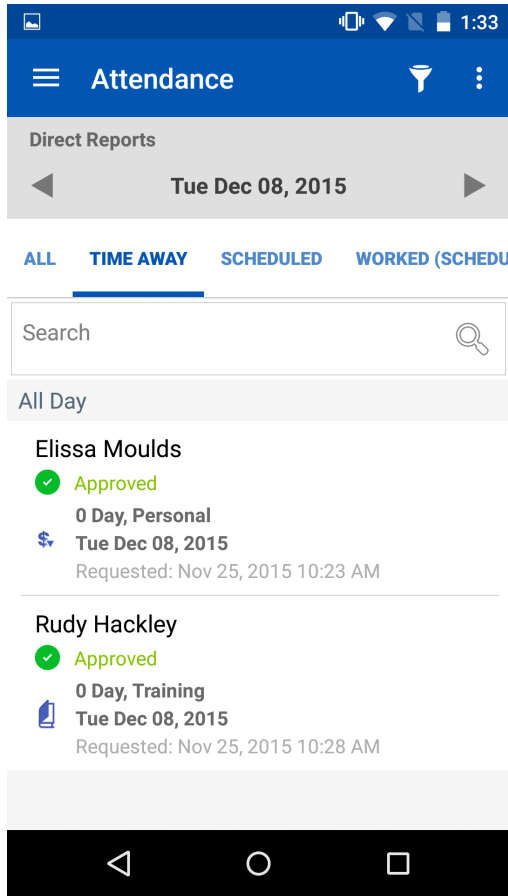 1:33
Attendance
Direct Reports
Tue Dec 08, 2015
ALL TIME AWAY SCHEDULED WORKED (SCHEDU
Search
All Day
Elissa Moulds
Approved
0 Day, Personal
Tue Dec 08, 2015
Requested: Nov 25, 2015 10:23 AM
Rudy Hackley
Approved
0 Day, Training
Tue Dec 08, 2015
Requested: Nov 25, 2015 10:28 AM